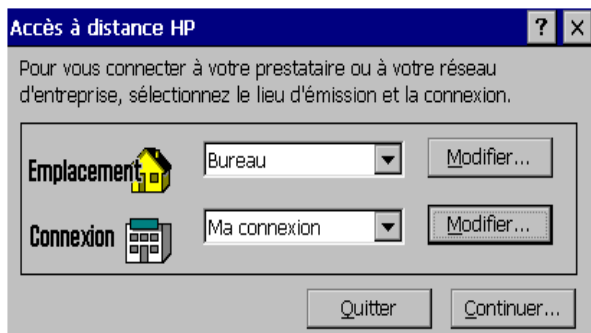 Accès à distance HP ? ×
Pour vous connecter à votre prestataire ou à votre réseau
d'entreprise, sélectionnez le lieu d'émission et la connexion.
Emplacement Bureau Modifier...
Connexion Ma connexion Modifier...
Quitter Continuer...